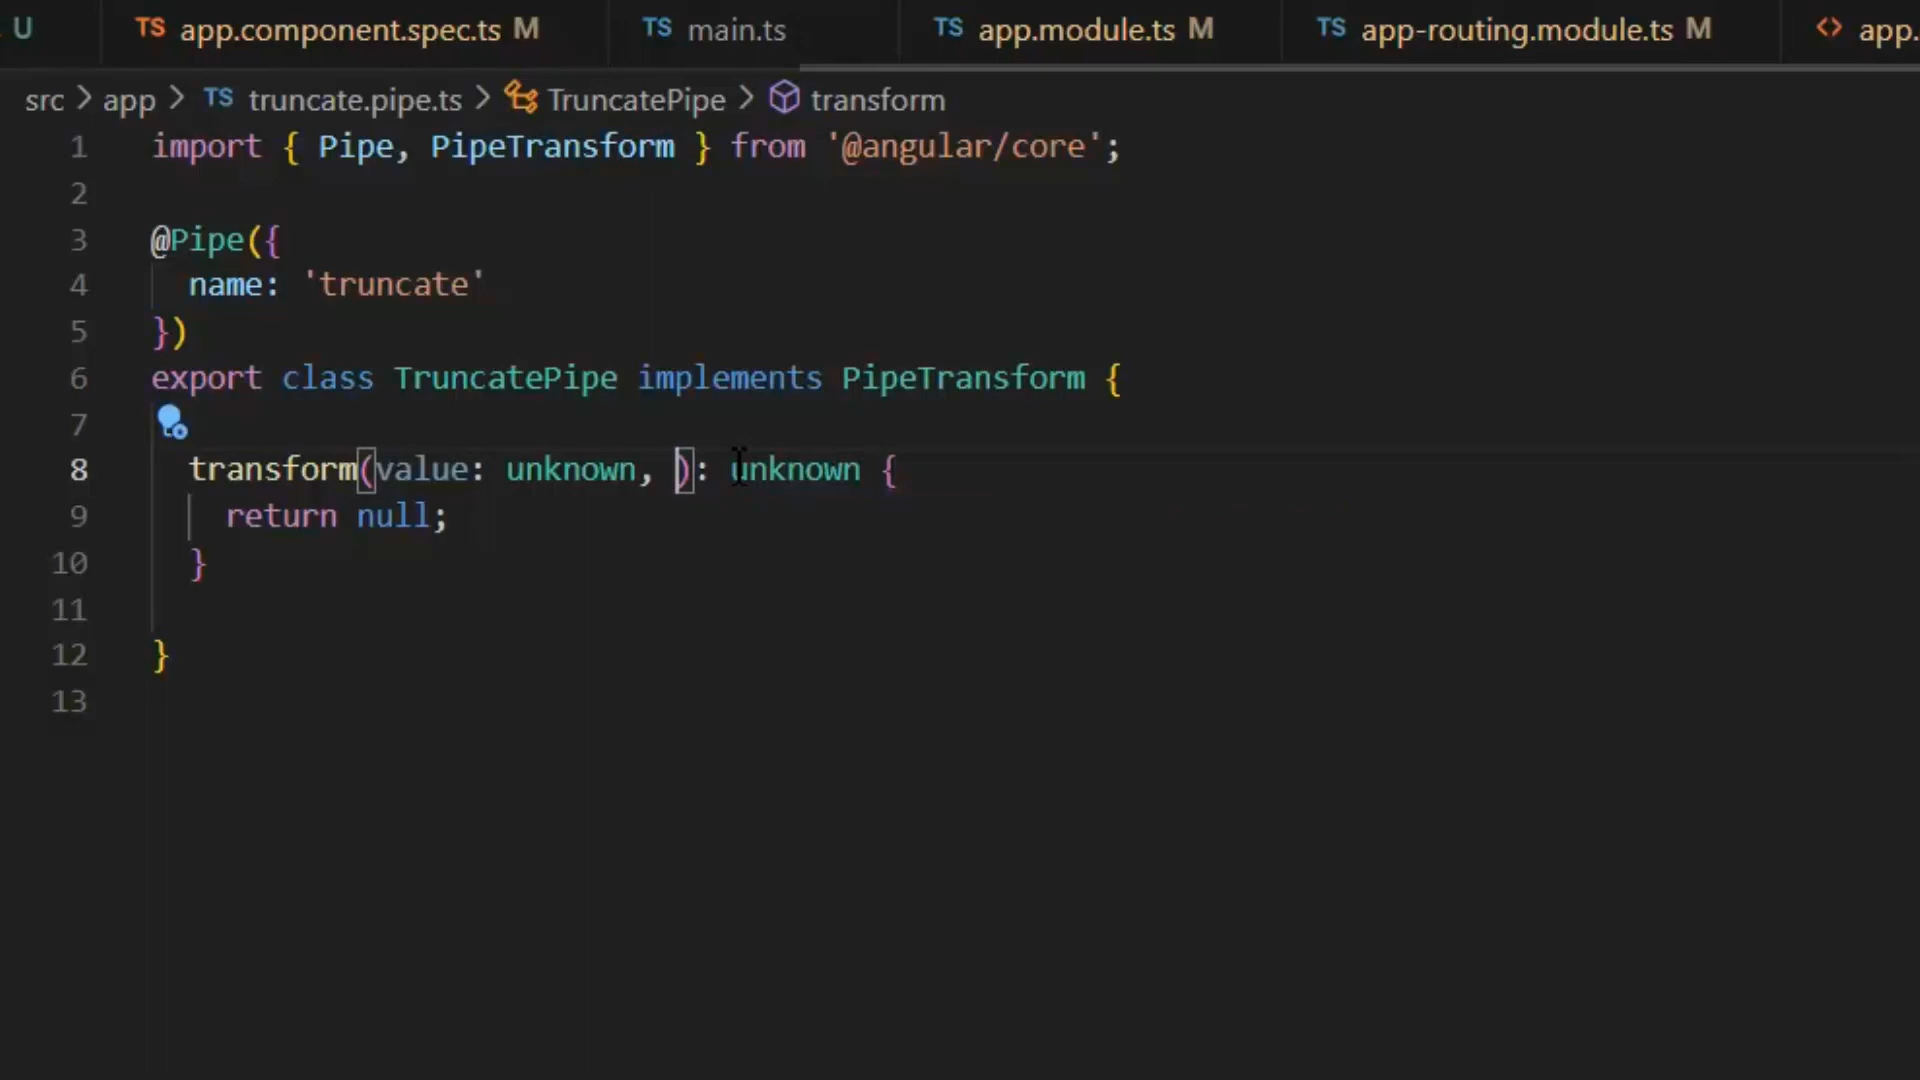 U TS app.component.spec.ts M TS main.ts TS app.module.ts M TS app-routing.module.ts M <> app.
src > app > TS truncate.pipe.ts > TruncatePipe > transform
1 import { Pipe, PipeTransform } from '@angular/core';
2
3 @Pipe({
4 name: 'truncate'
5 })
6 export class TruncatePipe implements PipeTransform {
7
8 transform(value: unknown, ): unknown {
9 return null;
10 }
11
12 }
13